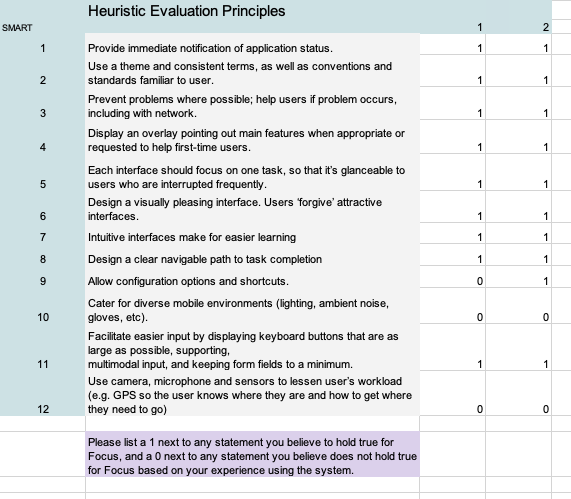 Heuristic Evaluation Principles
SMART 1 2
1 Provide immediate notification of application status. 1 1
Use a theme and consistent terms, as well as conventions and
2 standards familiar to user. 1 1
Prevent problems where possible; help users if problem occurs,
3 including with network. 1 1
Display an overlay pointing out main features when appropriate or
4 requested to help first-time users. 1 1
Each interface should focus on one task, so that it's glanceable to
5 users who are interrupted frequently. 1 1
Design a visually pleasing interface. Users 'forgive' attractive
6 interfaces. 1 1
7 Intuitive interfaces make for easier learning 1 1
8 Design a clear navigable path to task completion 1 1
9 Allow configuration options and shortcuts. 0 1
Cater for diverse mobile environments (lighting, ambient noise,
10 gloves, etc). 0 0
Facilitate easier input by displaying keyboard buttons that are as
large as possible, supporting,
11 multimodal input, and keeping form fields to a minimum. 1 1
Use camera, microphone and sensors to lessen user's workload
(e.g. GPS so the user knows where they are and how to get where
12 they need to go) 0 0
Please list a 1 next to any statement you believe to hold true for
Focus, and a 0 next to any statement you believe does not hold true
for Focus based on your experience using the system.